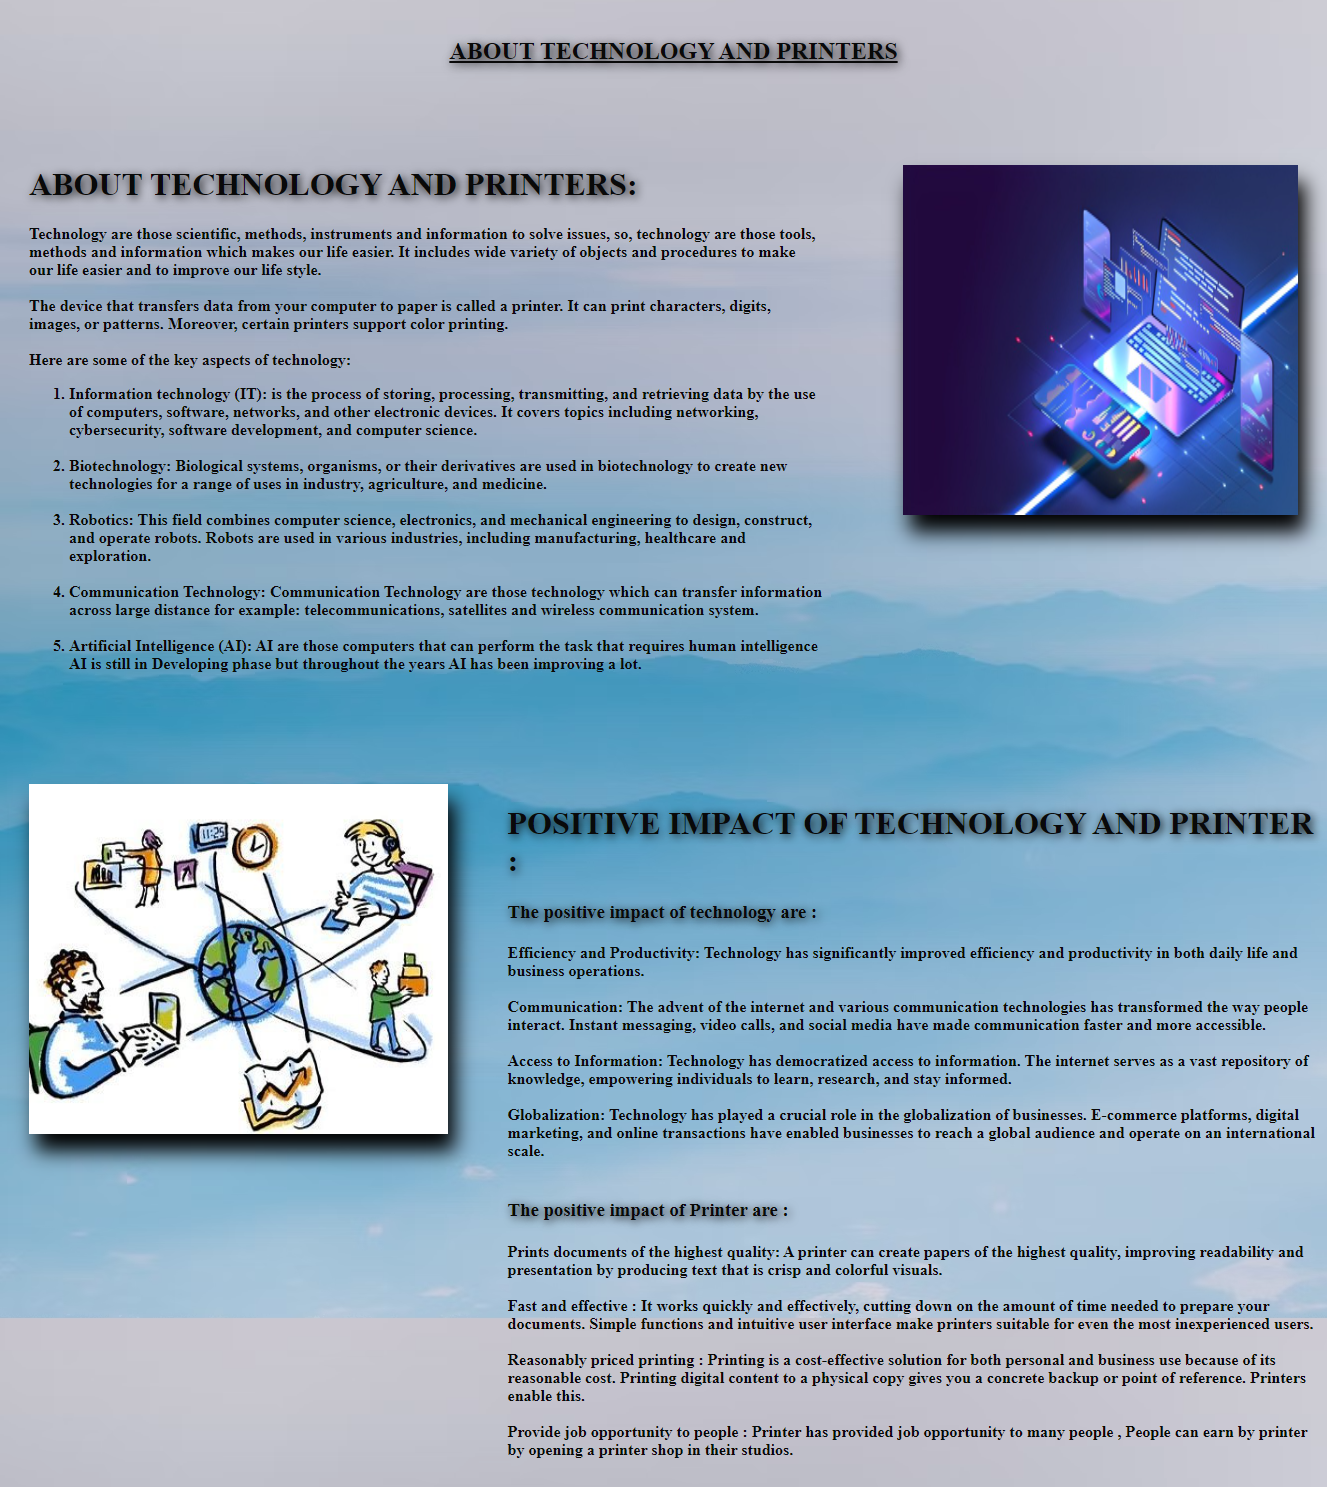 ABOUT TECHNOLOGY AND PRINTERS
ABOUT TECHNOLOGY AND PRINTERS:
Technology are those scientific, methods, instruments and information to solve issues, so, technology are those tools,
methods and information which makes our life easier. It includes wide variety of objects and procedures to make
our life easier and to improve our life style.
The device that transfers data from your computer to paper is called a printer. It can print characters, digits,
images, or patterns. Moreover, certain printers support color printing.
Here are some of the key aspects of technology:
1. Information technology (IT): is the process of storing, processing, transmitting, and retrieving data by the use
of computers, software, networks, and other electronic devices. It covers topics including networking,
cybersecurity, software development, and computer science.
2. Biotechnology: Biological systems, organisms, or their derivatives are used in biotechnology to create new
technologies for a range of uses in industry, agriculture, and medicine.
3. Robotics: This field combines computer science, electronics, and mechanical engineering to design, construct,
and operate robots. Robots are used in various industries, including manufacturing, healthcare and
exploration.
4. Communication Technology: Communication Technology are those technology which can transfer information
across large distance for example: telecommunications, satellites and wireless communication system.
5. Artificial Intelligence (AI): AI are those computers that can perform the task that requires human intelligence
AI is still in Developing phase but throughout the years AI has been improving a lot.
11:25
POSITIVE IMPACT OF TECHNOLOGY AND PRINTER
:
The positive impact of technology are :
Efficiency and Productivity: Technology has significantly improved efficiency and productivity in both daily life and
business operations.
Communication: The advent of the internet and various communication technologies has transformed the way people
interact. Instant messaging, video calls, and social media have made communication faster and more accessible.
Access to Information: Technology has democratized access to information. The internet serves as a vast repository of
knowledge, empowering individuals to learn, research, and stay informed.
Globalization: Technology has played a crucial role in the globalization of businesses. E-commerce platforms, digital
marketing, and online transactions have enabled businesses to reach a global audience and operate on an international
scale.
The positive impact of Printer are :
Prints documents of the highest quality: A printer can create papers of the highest quality, improving readability and
presentation by producing text that is crisp and colorful visuals.
Fast and effective : It works quickly and effectively, cutting down on the amount of time needed to prepare your
documents. Simple functions and intuitive user interface make printers suitable for even the most inexperienced users.
Reasonably priced printing : Printing is a cost-effective solution for both personal and business use because of its
reasonable cost. Printing digital content to a physical copy gives you a concrete backup or point of reference. Printers
enable this.
Provide job opportunity to people : Printer has provided job opportunity to many people , People can earn by printer
by opening a printer shop in their studios.